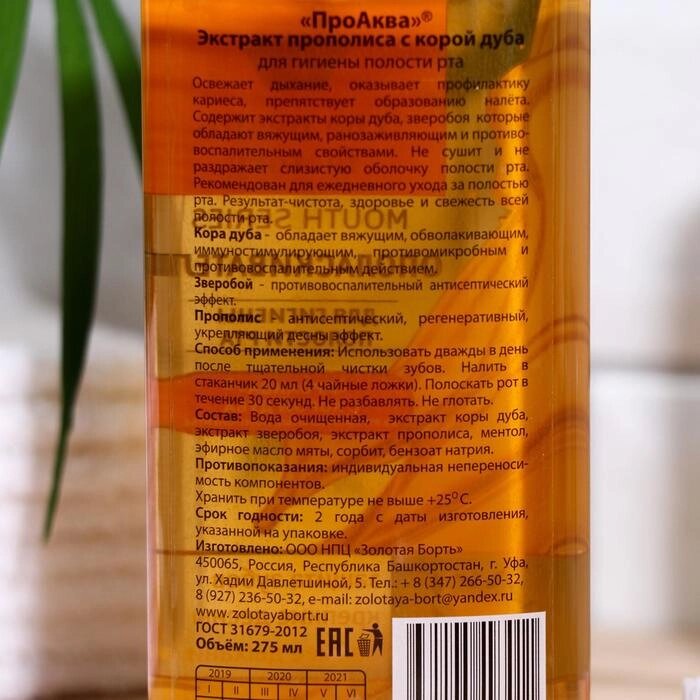 «ПроАква»®
Экстракт прополиса с корой дуба
для гигиены полости рта
Освежает дыхание, оказывает профилактику
кариеса, препятствует образованию налёта.
Содержит экстракты коры дуба, зверобоя которые
обладают вяжущим, ранозаживляющим и противо-
воспалительным свойствами. Не сушит и не
раздражает слизистую оболочку полости рта.
Рекомендован для ежедневного ухода за полостью
рта. Результат-чистота, здоровье и свежесть всей
полости рта.
Кора дуба - обладает вяжущим, обволакивающим,
иммуностимулирующим, противомикробным и
противовоспалительным действием.
Зверобой - противовоспалительный антисептический
эффект.
Прополис - антисептический, регенеративный,
укрепляющий десны эффект.
Способ применения: Использовать дважды в день
после тщательной чистки зубов. Налить в
стаканчик 20 мл (4 чайные ложки). Полоскать рот в
течение 30 секунд. Не разбавлять. Не глотать.
Состав: Вода очищенная, экстракт коры дуба,
экстракт зверобоя, экстракт прополиса, ментол,
эфирное масло мяты, сорбит, бензоат натрия.
Противопоказания: индивидуальная непереноси-
мость компонентов.
Хранить при температуре не выше +25°С.
Срок годности: 2 года с даты изготовления,
указанной на упаковке.
Изготовлено: ООО НПЦ «Золотая Борть»
450065, Россия, Республика Башкортостан, г. Уфа,
ул. Хадии Давлетшиной, 5. Тел.: + 8 (347) 266-50-32,
8 (927) 236-50-32, e-mail: zolotaya-bort@yandex.ru
www.zolotayabort.ru
ГОСТ 31679-2012 EAC
Объём: 275 мл
2019 2020 2021
I II III IV V VI
MOUTH SERIES